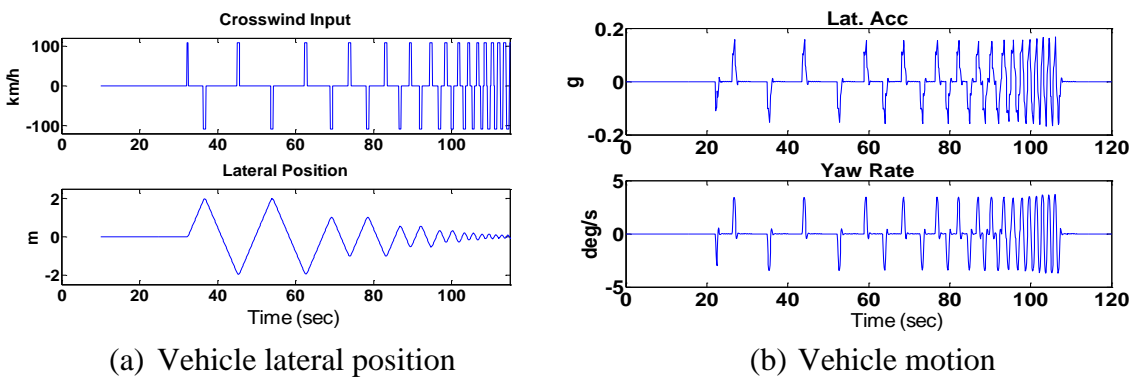 Crosswind Input
km/h
100
0
-100
0 20 40 60 80 100
Lateral Position
m
2
0
-2
0 20 40 60 80 100
Time (sec)
(a) Vehicle lateral position
Lat. Acc
g
0.2
0
-0.2
0 20 40 60 80 100 120
Yaw Rate
deg/s
5
0
-5
0 20 40 60 80 100 120
Time (sec)
(b) Vehicle motion